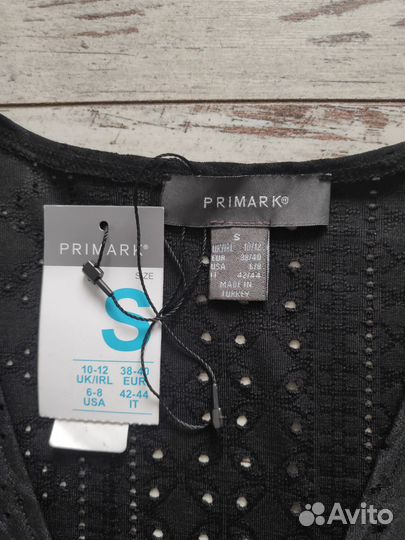 PRIMARK®
SIZE
S
10-12 38-40
UK/IRL EUR
6-8 42-44
USA IT
PRIMARK®
S
UK/IRL 10/12
EUR 38/40
USA 6/8
IT 42/44
MADE IN
TURKEY
Avito